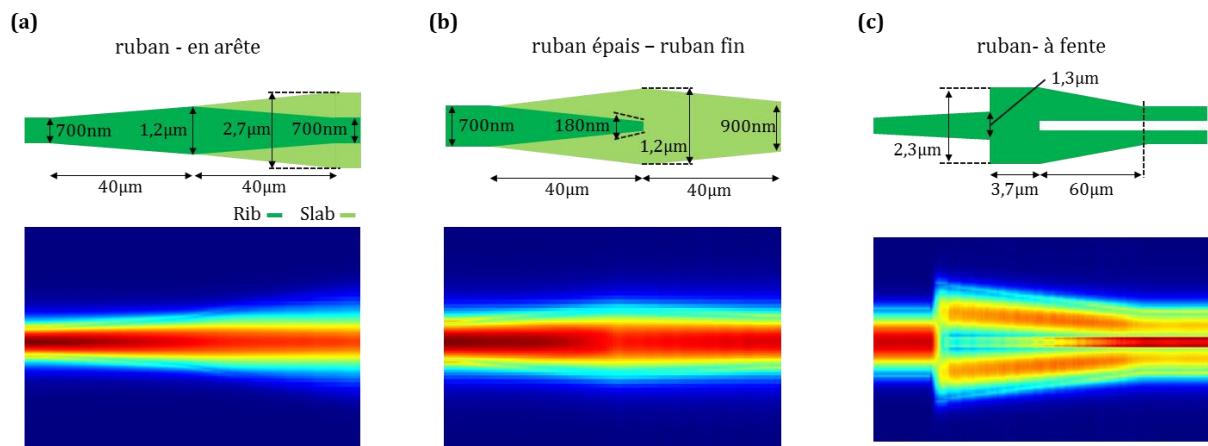 (a)
ruban - en arête
700nm
1,2µm
2,7µm
700nm
40µm
40µm
Rib
Slab
(b)
ruban épais – ruban fin
700nm
180nm
1,2µm
900nm
40µm
40µm
(c)
ruban- à fente
1,3µm
2,3µm
3,7µm
60µm